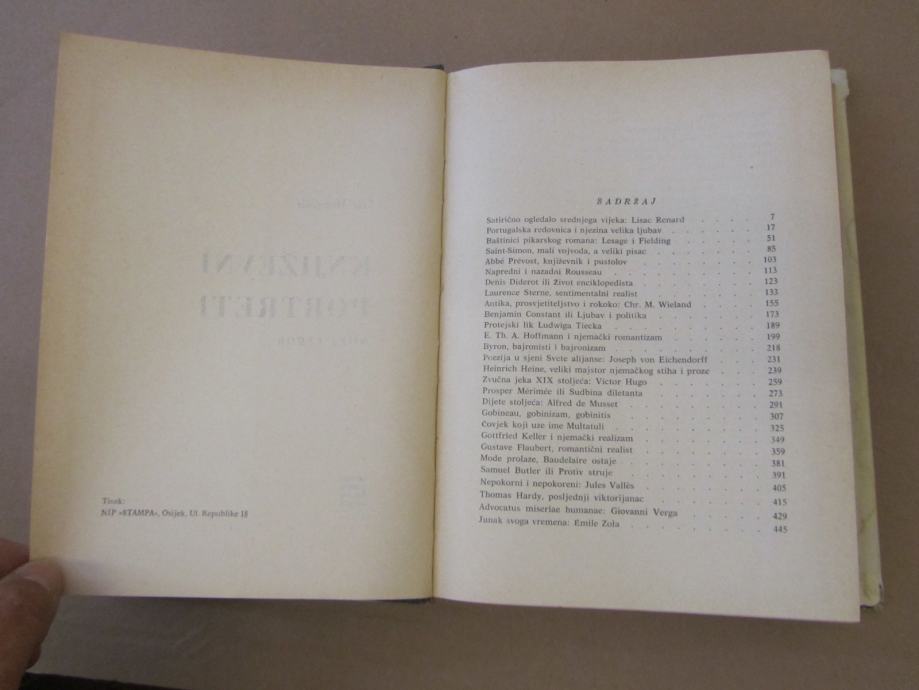 KNJIŽEVNI
PORTRETI
Tisak:
NIP »ŠTAMPA«, Osijek, Ul. Republike 18
SADRŽAJ
Satirično ogledalo srednjega vijeka: Lisac Renard . . . . . . 7
Portugalska redovnica i njezina velika ljubav . . . . . . 17
Baštinici pikarskog romana: Lesage i Fielding . . . . . . 51
Saint-Simon, mali vojvoda, a veliki pisac . . . . . . 85
Abbé Prévost, književnik i pustolov . . . . . . 103
Napredni i nazadni Rousseau . . . . . . 113
Denis Diderot ili Život enciklopedista . . . . . . 123
Laurence Sterne, sentimentalni realist . . . . . . 133
Antika, prosvjetiteljstvo i rokoko: Chr. M. Wieland . . . . . . 155
Benjamin Constant ili Ljubav i politika . . . . . . 173
Protejski lik Ludwiga Tiecka . . . . . . 189
E. Th. A. Hoffmann i njemački romantizam . . . . . . 199
Byron, bajronisti i bajronizam . . . . . . 218
Poezija u sjeni Svete alijanse: Joseph von Eichendorff . . . . . . 231
Heinrich Heine, veliki majstor njemačkog stiha i proze . . . . . . 239
Zvučna jeka XIX stoljeća: Victor Hugo . . . . . . 259
Prosper Mérimée ili Sudbina diletanta . . . . . . 273
Dijete stoljeća: Alfred de Musset . . . . . . 291
Gobineau, gobinizam, gobinitis . . . . . . 307
Čovjek koji uze ime Multatuli . . . . . . 325
Gottfried Keller i njemački realizam . . . . . . 349
Gustave Flaubert, romantični realist . . . . . . 359
Mode prolaze, Baudelaire ostaje . . . . . . 381
Samuel Butler ili Protiv struje . . . . . . 391
Nepokorni i nepokoreni: Jules Vallès . . . . . . 405
Thomas Hardy, posljednji viktorijanac . . . . . . 415
Advocatus miseriae humanae: Giovanni Verga . . . . . . 429
Junak svoga vremena: Emile Zola . . . . . . 445